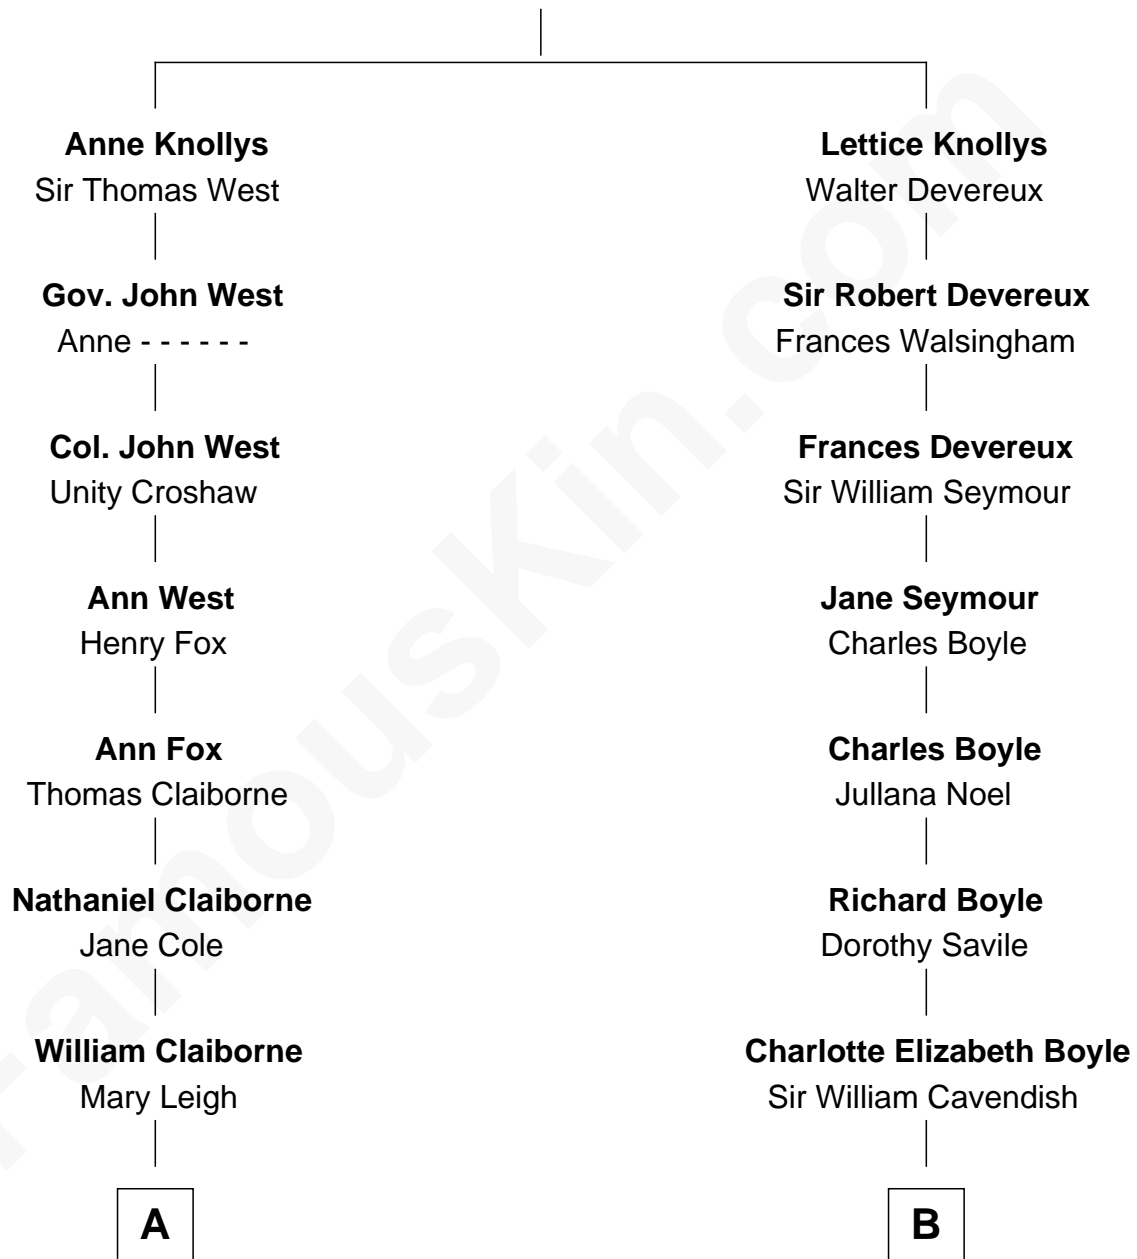 Anne Knollys
Sir Thomas West
Gov. John West
Anne - - - - - -
Col. John West
Unity Croshaw
Ann West
Henry Fox
Ann Fox
Thomas Claiborne
Nathaniel Claiborne
Jane Cole
William Claiborne
Mary Leigh
A
Lettice Knollys
Walter Devereux
Sir Robert Devereux
Frances Walsingham
Frances Devereux
Sir William Seymour
Jane Seymour
Charles Boyle
Charles Boyle
Jullana Noel
Richard Boyle
Dorothy Savile
Charlotte Elizabeth Boyle
Sir William Cavendish
B
FamousKin.com